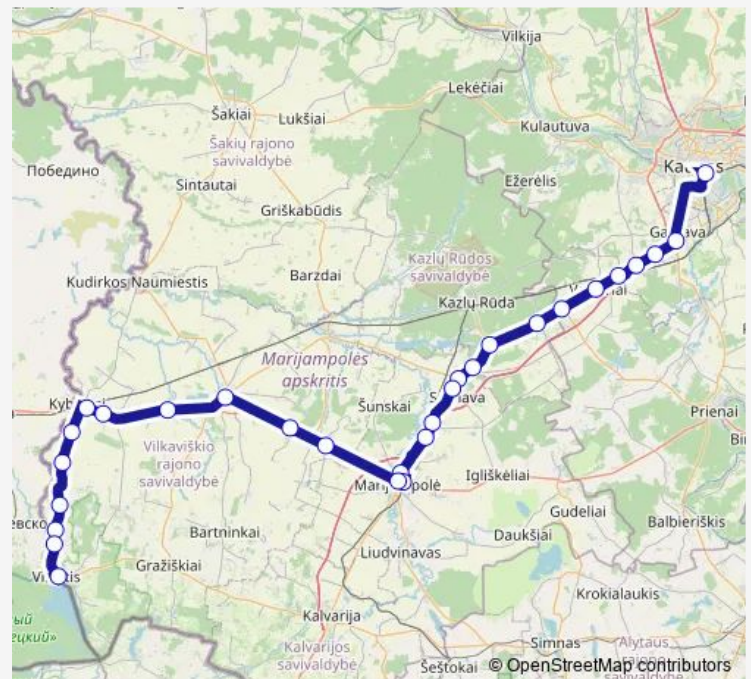 Vilkija
Lekėčiai
Šakiai
Lukšiai
Kulautuva
Šakių rajono
savivaldybė
Победино
Sintautai
Ežerėlis
Griškabūdis
Kazlų Rūdos
savivaldybė
Kudirkos Naumiestis
Barzdai
Kazlų Rūda
Marijampolės
apskritis
Prienai
Šunskai
Vilkaviškio
rajono
savivaldybė
Igliškėliai
Gudeliai
Balbieriškis
Bartninkai
Daukšiai
Liudvinavas
Gražiškiai
Krokialaukis
Kalvarija
Kalvarijos
savivaldybė
Simnas
Alytaus
Šeštokai
© OpenStreetMap contributors